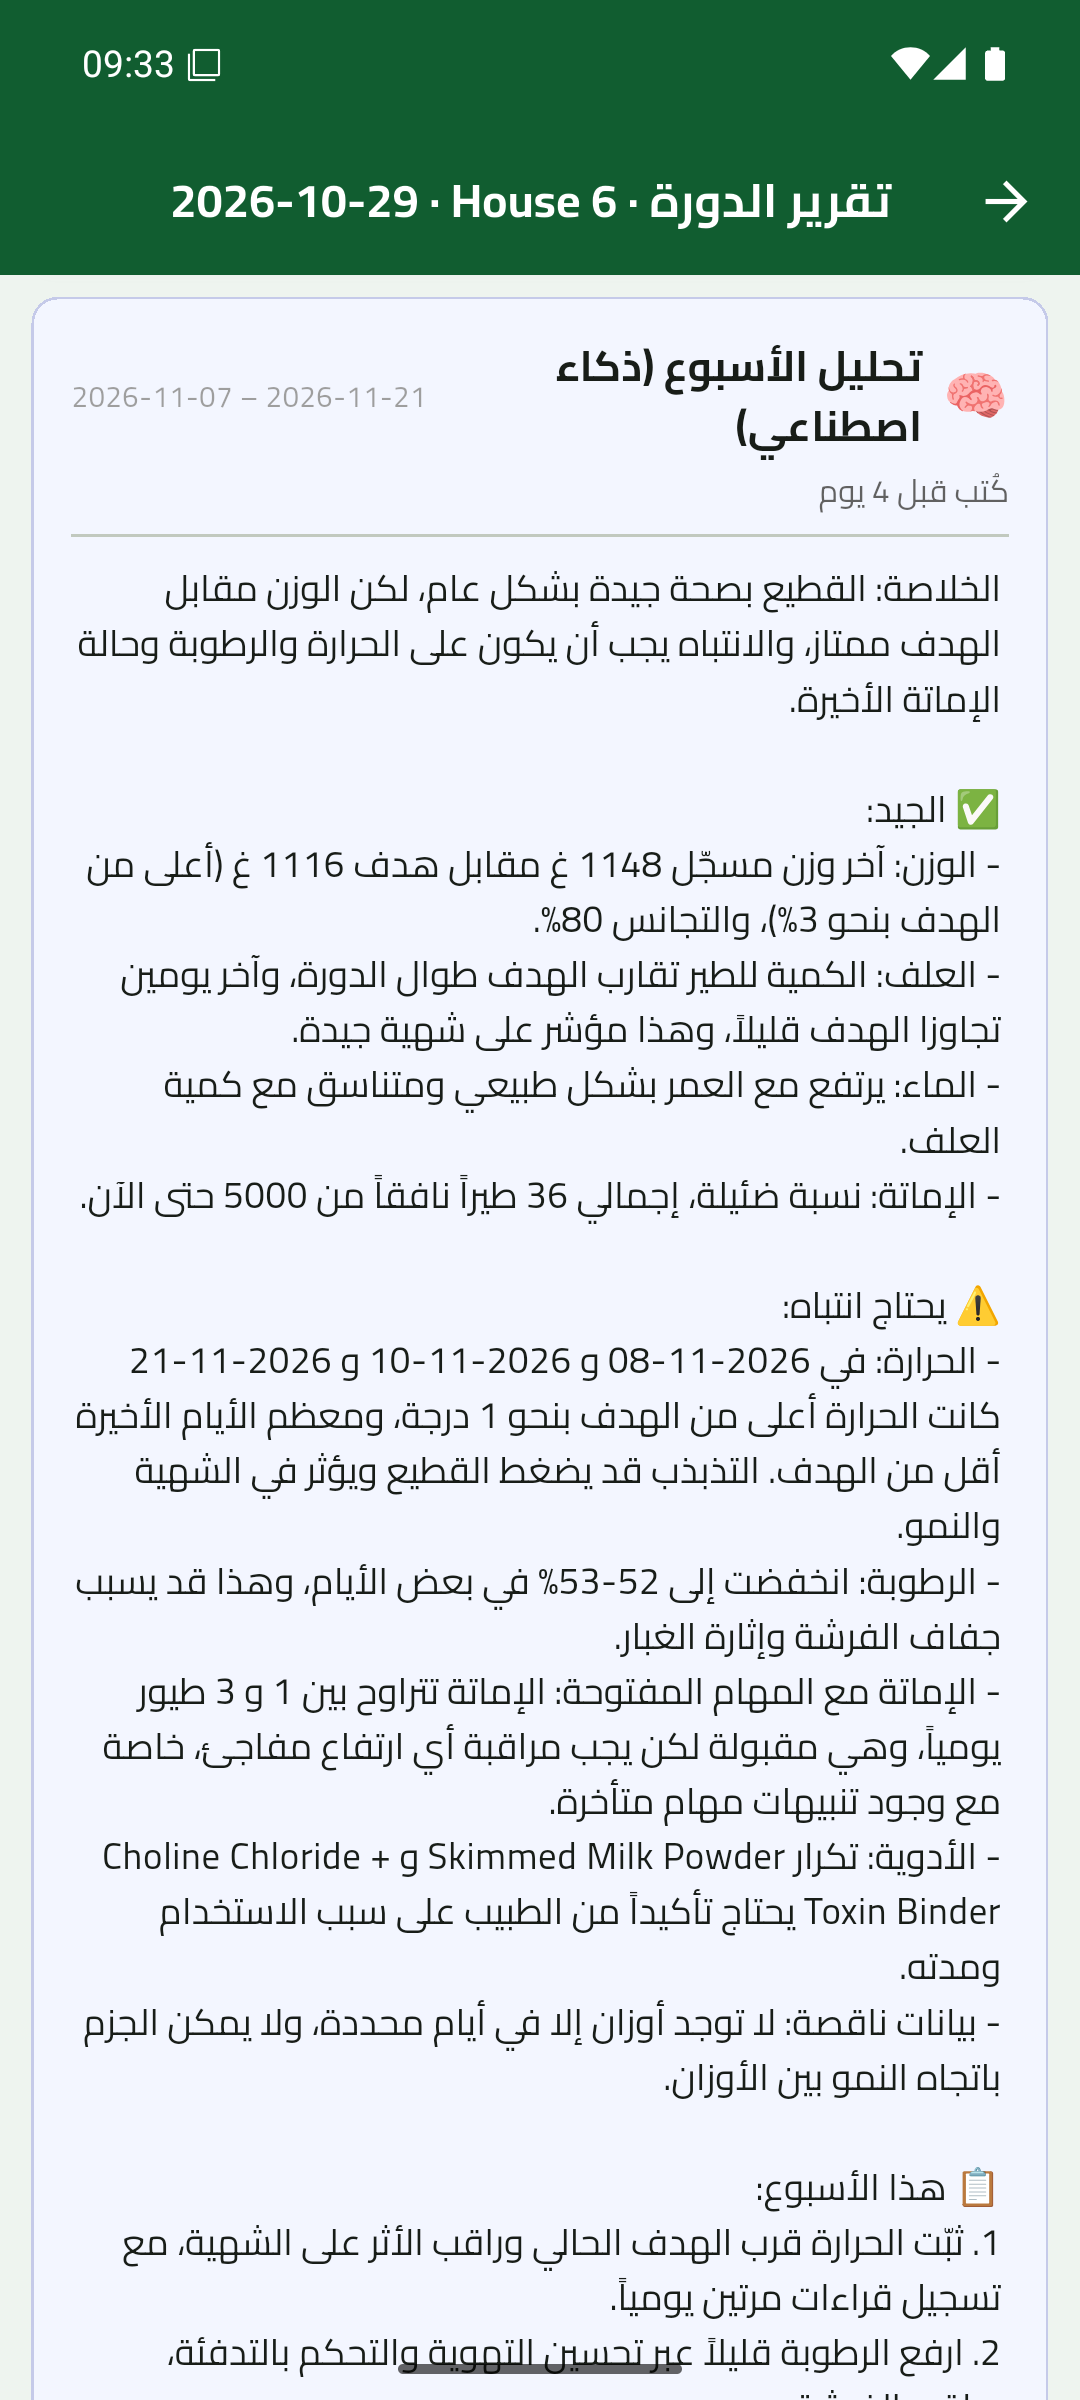 09:33
تقرير الدورة · House 6 · 2026-10-29
تحليل الأسبوع (ذكاء
اصطناعي)
2026-11-07 – 2026-11-21
كُتب قبل 4 يوم
الخلاصة: القطيع بصحة جيدة بشكل عام، لكن الوزن مقابل
الهدف ممتاز، والانتباه يجب أن يكون على الحرارة والرطوبة وحالة
الإماتة الأخيرة.
✅ الجيد:
- الوزن: آخر وزن مسجّل 1148 غ مقابل هدف 1116 غ (أعلى من
الهدف بنحو 3%)، والتجانس 80%.
- العلف: الكمية للطير تقارب الهدف طوال الدورة، وآخر يومين
تجاوزا الهدف قليلاً، وهذا مؤشر على شهية جيدة.
- الماء: يرتفع مع العمر بشكل طبيعي ومتناسق مع كمية
العلف.
- الإماتة: نسبة ضئيلة، إجمالي 36 طيراً نافقاً من 5000 حتى الآن.
⚠️ يحتاج انتباه:
- الحرارة: في 2026-11-08 و 2026-11-10 و 2026-11-21
كانت الحرارة أعلى من الهدف بنحو 1 درجة، ومعظم الأيام الأخيرة
أقل من الهدف. التذبذب قد يضغط القطيع ويؤثر في الشهية
والنمو.
- الرطوبة: انخفضت إلى 52-53% في بعض الأيام، وهذا قد يسبب
جفاف الفرشة وإثارة الغبار.
- الإماتة مع المهام المفتوحة: الإماتة تتراوح بين 1 و 3 طيور
يومياً، وهي مقبولة لكن يجب مراقبة أي ارتفاع مفاجئ، خاصة
مع وجود تنبيهات مهام متأخرة.
- الأدوية: تكرار Skimmed Milk Powder و Choline Chloride +
Toxin Binder يحتاج تأكيداً من الطبيب على سبب الاستخدام
ومدته.
- بيانات ناقصة: لا توجد أوزان إلا في أيام محددة، ولا يمكن الجزم
باتجاه النمو بين الأوزان.
📋 هذا الأسبوع:
1. ثبّت الحرارة قرب الهدف الحالي وراقب الأثر على الشهية، مع
تسجيل قراءات مرتين يومياً.
2. ارفع الرطوبة قليلاً عبر تحسين التهوية والتحكم بالتدفئة،